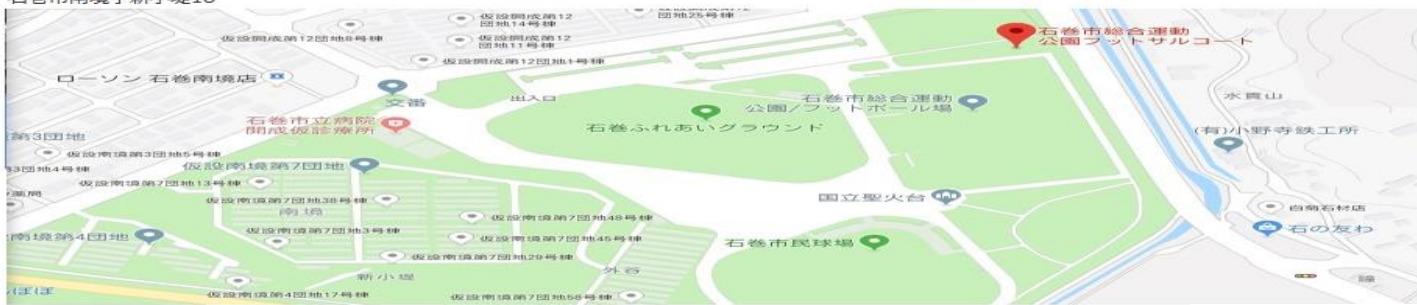 石巻市南境字新小堤18
仮設開成第12
団地14号棟
団地25号棟
仮設開成第12団地8号棟
仮設開成第12
団地11号棟
石巻市総合運動
公園フットサルコート
仮設開成第12団地1号棟
ローソン 石巻南境店
交番
出入口
石巻市総合運動
公園/フットボール場
水貫山
石巻市立病院
開成仮診療所
石巻ふれあいグラウンド
第3団地
(有)小野寺鉄工所
仮設南境第3団地5号棟
仮設南境第7団地
33団地4号棟
仮設南境第7団地13号棟
薬局
国立聖火台
仮設南境第7団地38号棟
南境
白菊石材店
仮設南境第7団地48号棟
南境第4団地
仮設南境第7団地3号棟
石の友わ
仮設南境第7団地45号棟
石巻市民球場
仮設南境第7団地29号棟
外谷
新小堤
仮設南境第4団地17号棟
仮設南境第7団地58号棟